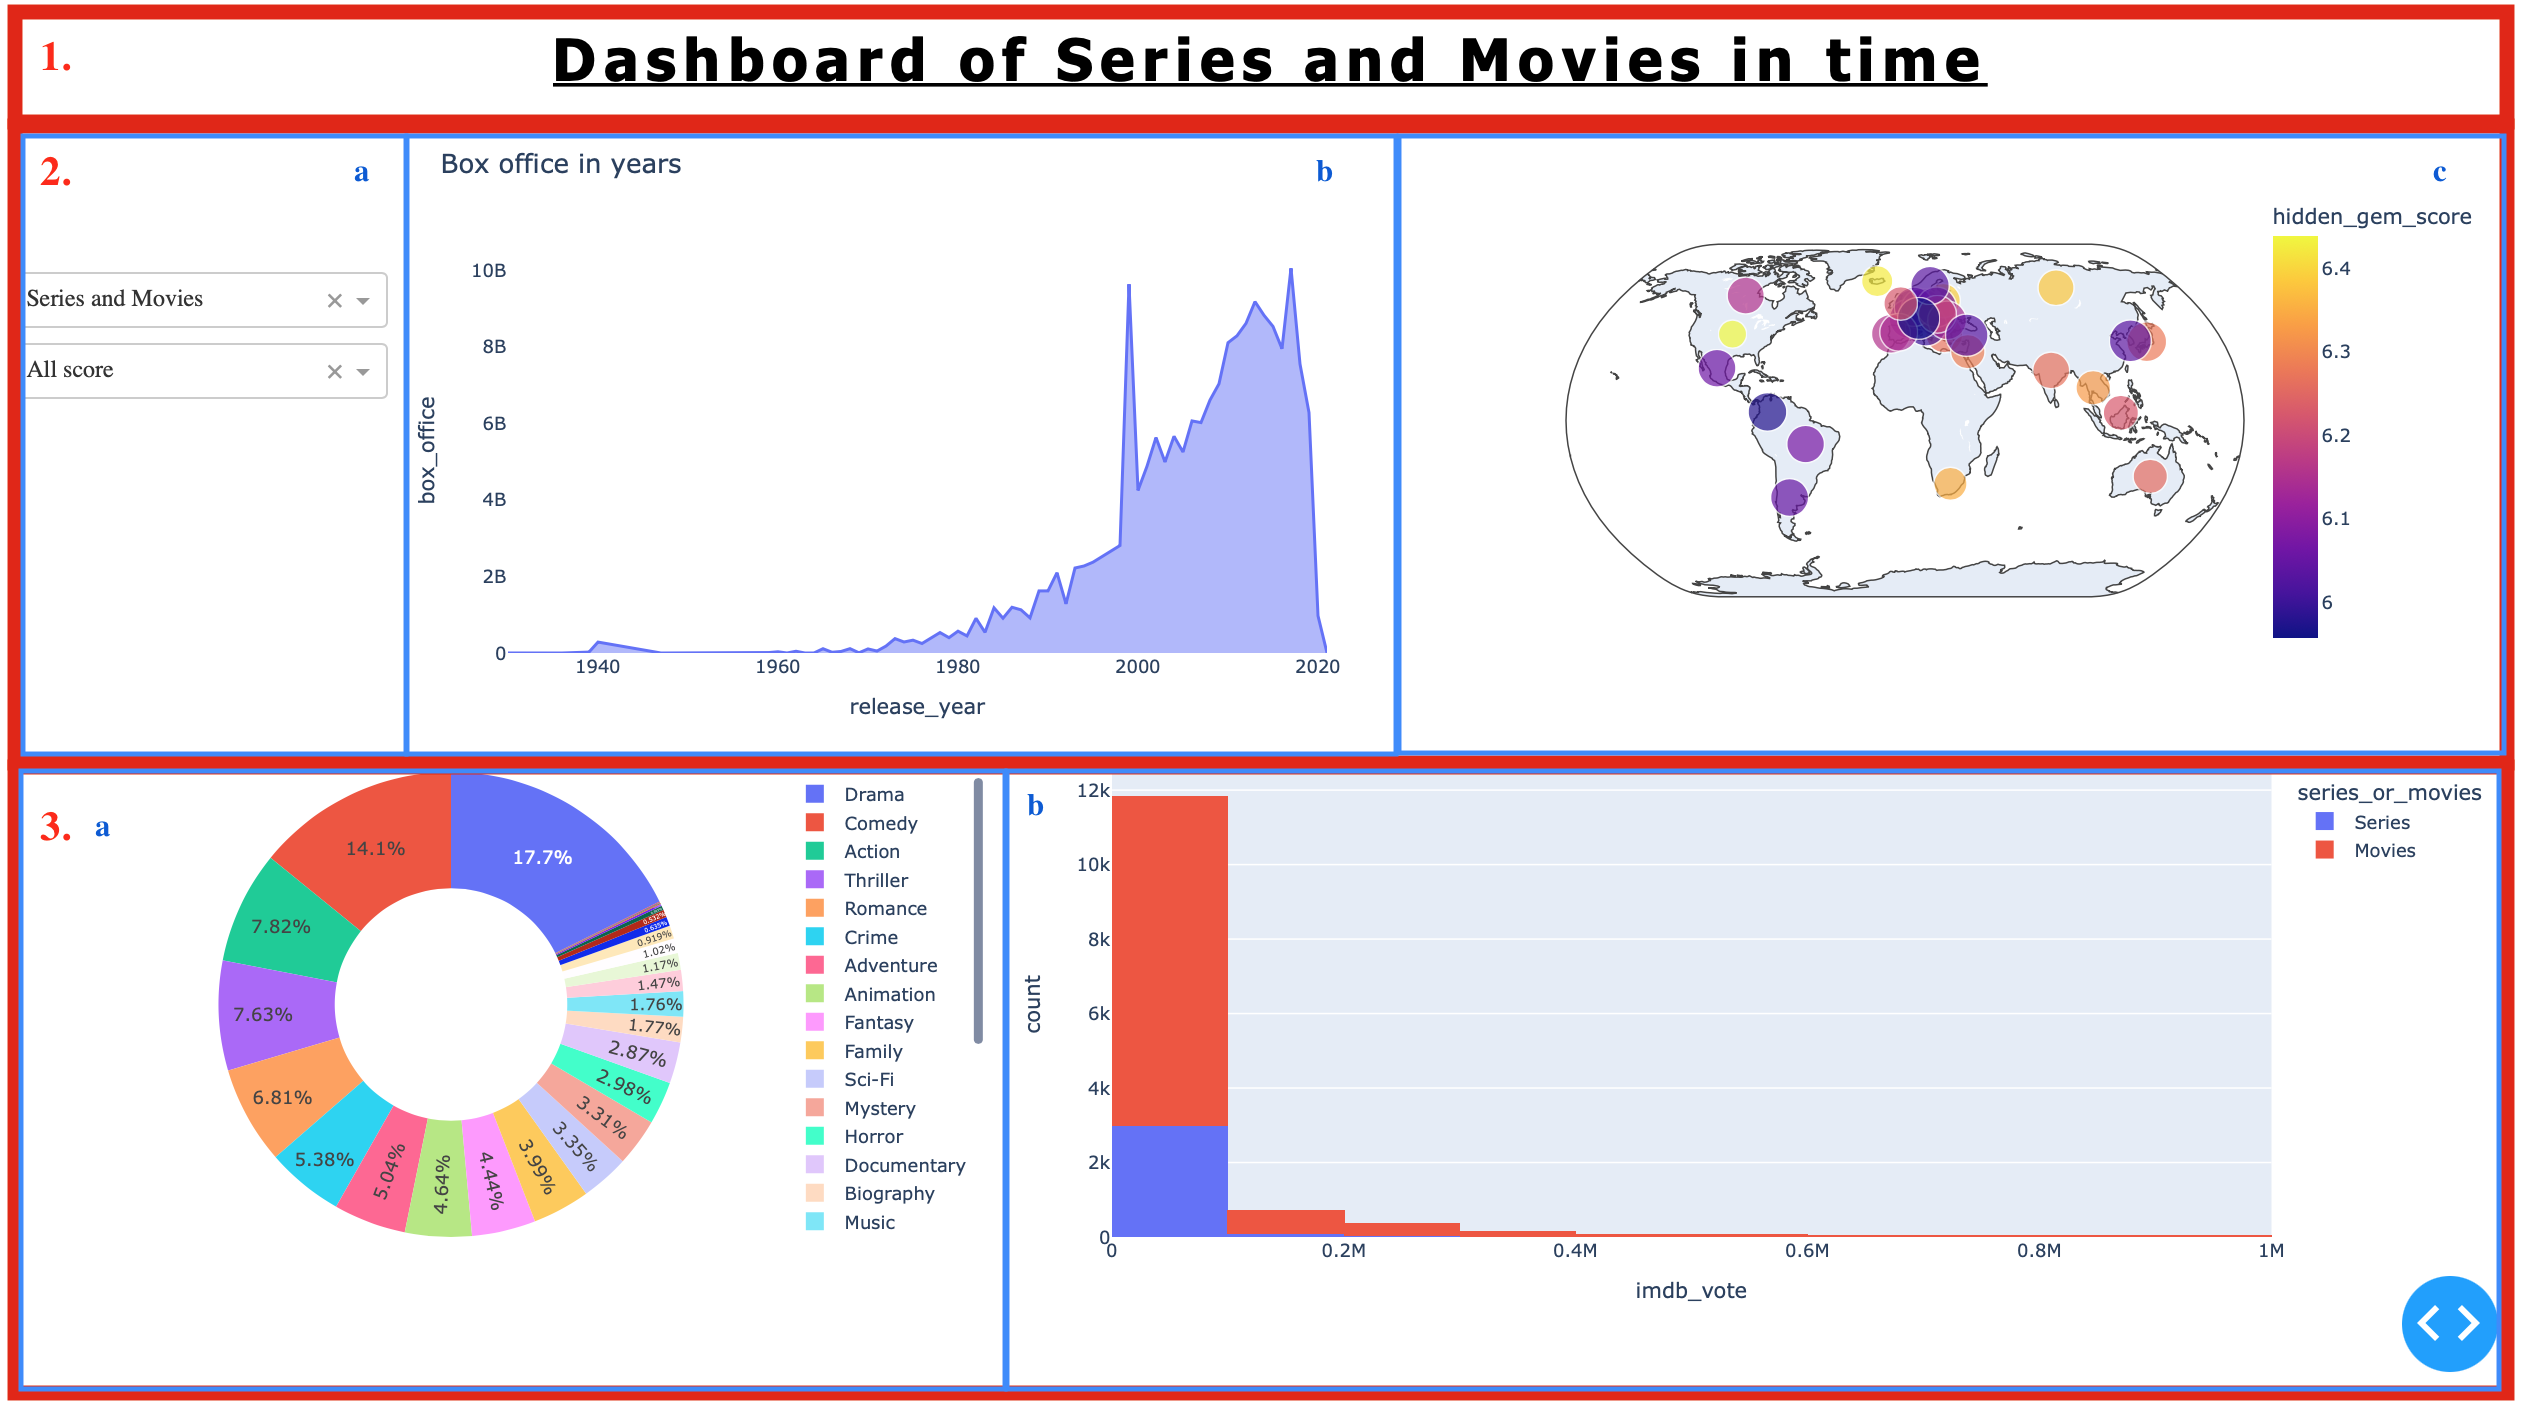 1.
Dashboard of Series and Movies in time
2.
a
Series and Movies
All score
Box office in years
b
box_office
10B
8B
6B
4B
2B
0
1940
1960
1980
2000
2020
release_year
c
hidden_gem_score
6.4
6.3
6.2
6.1
6
3.
a
17.7%
14.1%
7.82%
7.63%
6.81%
5.38%
5.04%
4.64%
4.44%
3.99%
3.35%
3.31%
2.98%
2.87%
1.77%
1.76%
1.47%
1.17%
1.02%
0.919%
0.635%
0.532%
Drama
Comedy
Action
Thriller
Romance
Crime
Adventure
Animation
Fantasy
Family
Sci-Fi
Mystery
Horror
Documentary
Biography
Music
b
count
12k
10k
8k
6k
4k
2k
0
0
0.2M
0.4M
0.6M
0.8M
1M
imdb_vote
series_or_movies
Series
Movies